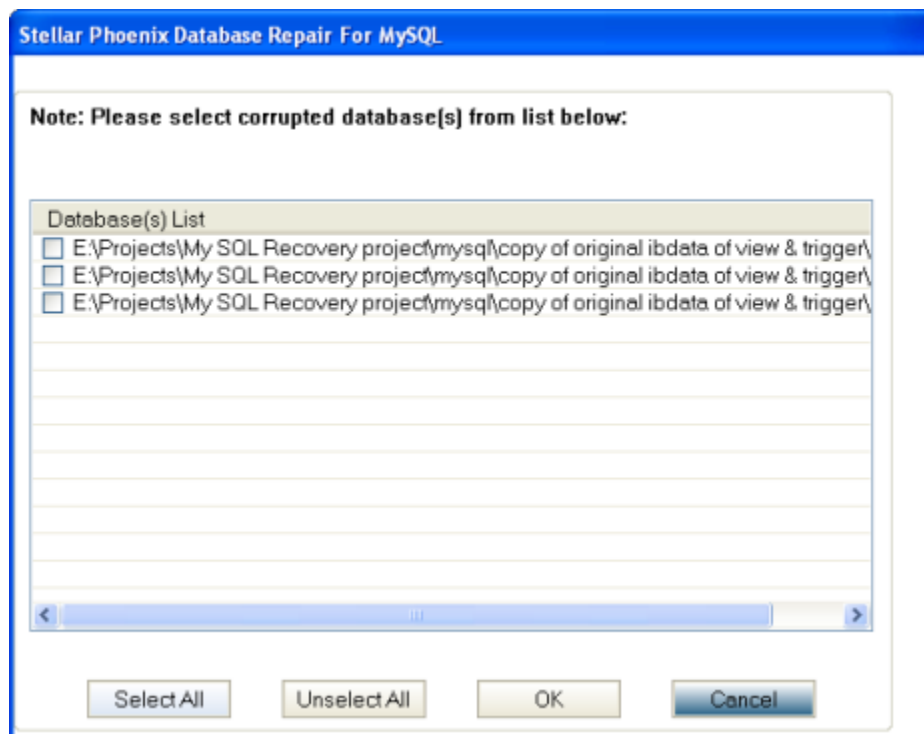 Stellar Phoenix Database Repair For MySQL
Note: Please select corrupted database(s) from list below:
Database(s) List
E:\Projects\My SQL Recovery project\mysql\copy of original ibdata of view & trigger\
E:\Projects\My SQL Recovery project\mysql\copy of original ibdata of view & trigger\
E:\Projects\My SQL Recovery project\mysql\copy of original ibdata of view & trigger\
Select All
Unselect All
OK
Cancel